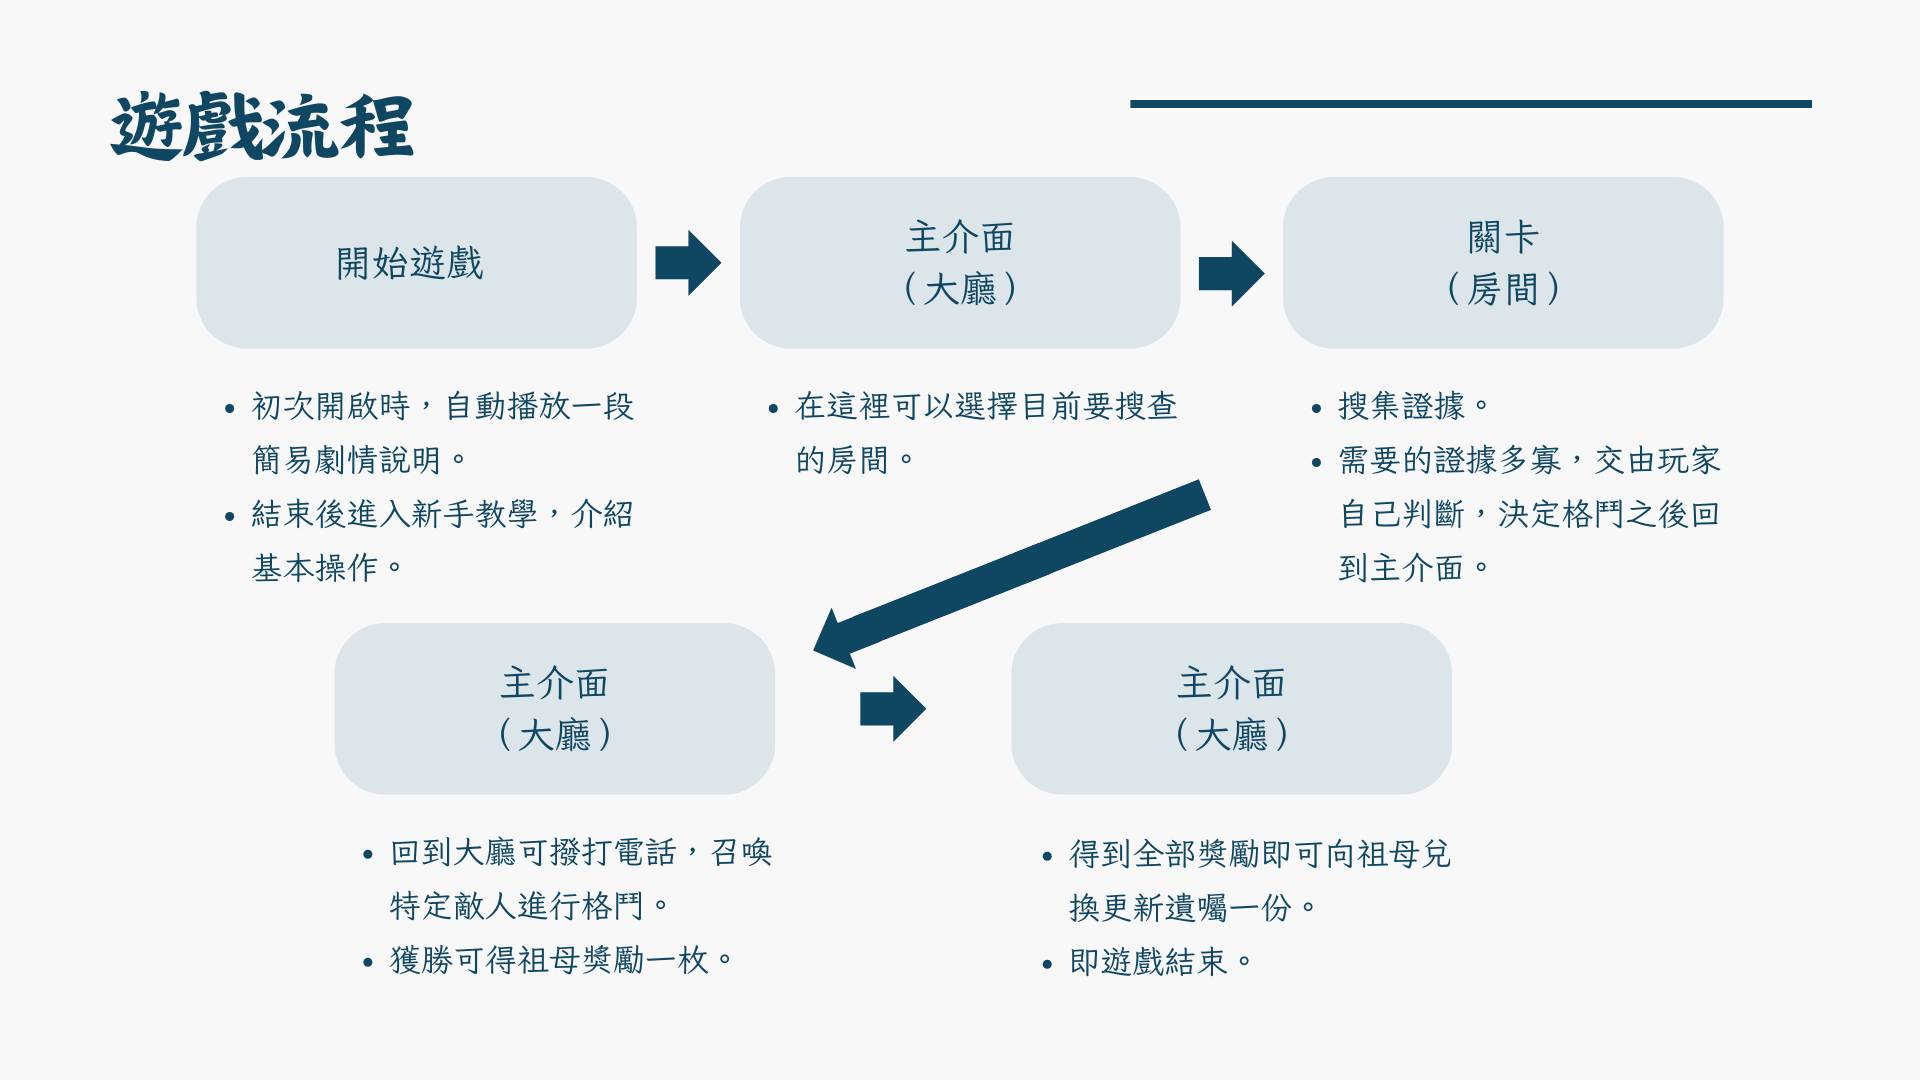 遊戲流程
開始遊戲
主介面
（大廳）
關卡
（房間）
• 初次開啟時，自動播放一段
簡易劇情說明。
• 結束後進入新手教學，介紹
基本操作。
• 在這裡可以選擇目前要搜查
的房間。
• 搜集證據。
• 需要的證據多寡，交由玩家
自己判斷，決定格鬥之後回
到主介面。
主介面
（大廳）
主介面
（大廳）
• 回到大廳可撥打電話，召喚
特定敵人進行格鬥。
• 獲勝可得祖母獎勵一枚。
• 得到全部獎勵即可向祖母兌
換更新遺囑一份。
• 即遊戲結束。